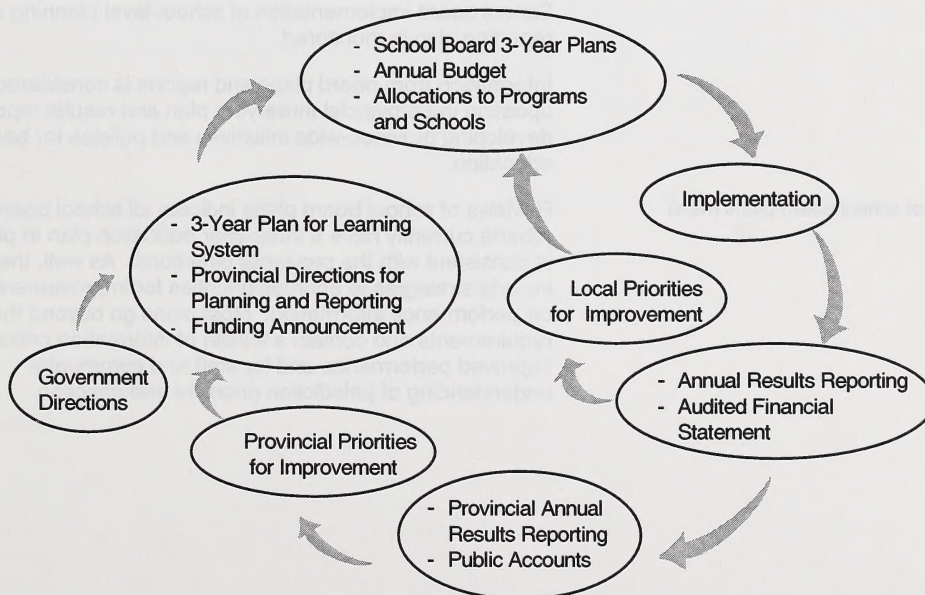 - School Board 3-Year Plans
- Annual Budget
- Allocations to Programs
and Schools
Implementation
- 3-Year Plan for Learning
System
- Provincial Directions for
Planning and Reporting
- Funding Announcement
Local Priorities
for Improvement
Government
Directions
- Annual Results Reporting
- Audited Financial
Statement
Provincial Priorities
for Improvement
- Provincial Annual
Results Reporting
- Public Accounts